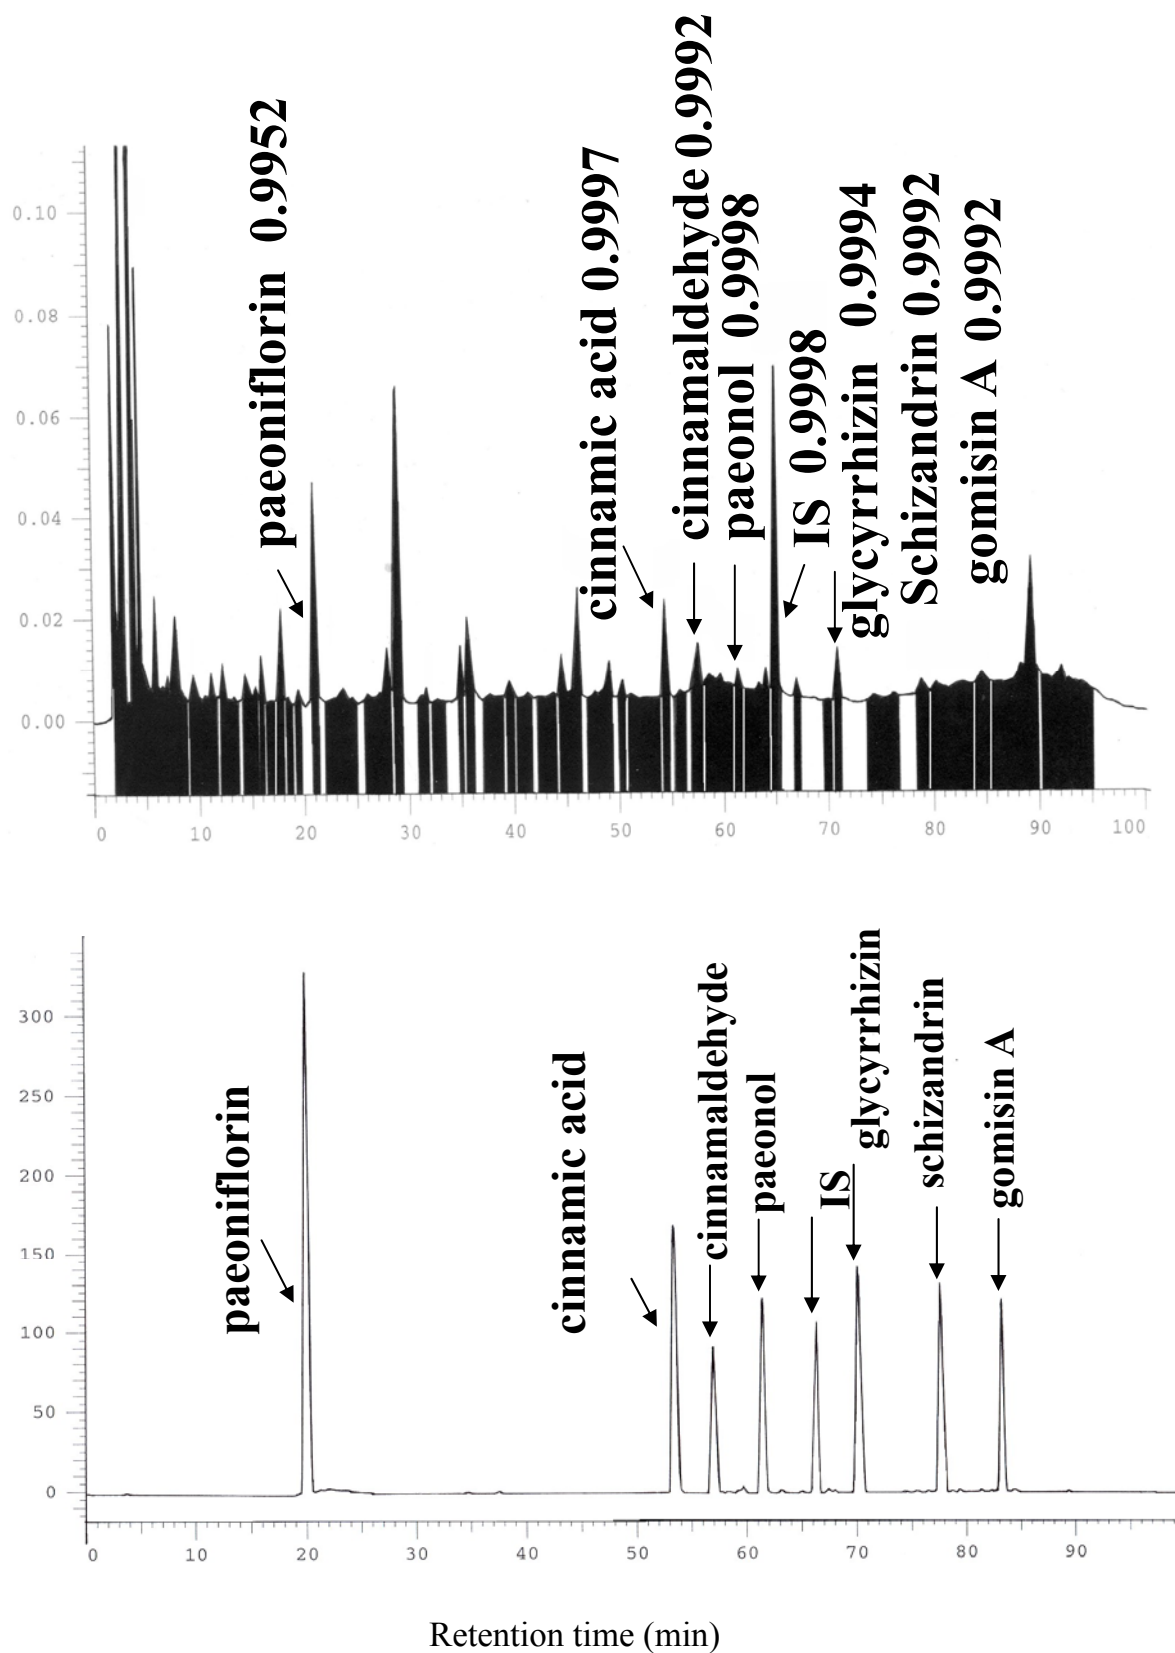 paeoniflorin 0.9952
cinnamic acid 0.9997
cinnamaldehyde 0.9992
paeonol 0.9998
IS 0.9998
glycyrrhizin 0.9994
Schizandrin 0.9992
gomisin A 0.9992
0.10
0.08
0.06
0.04
0.02
0.00
0 10 20 30 40 50 60 70 80 90 100
paeoniflorin
cinnamic acid
cinnamaldehyde
paeonol
IS
glycyrrhizin
schizandrin
gomisin A
300
250
200
150
100
50
0
0 10 20 30 40 50 60 70 80 90
Retention time (min)